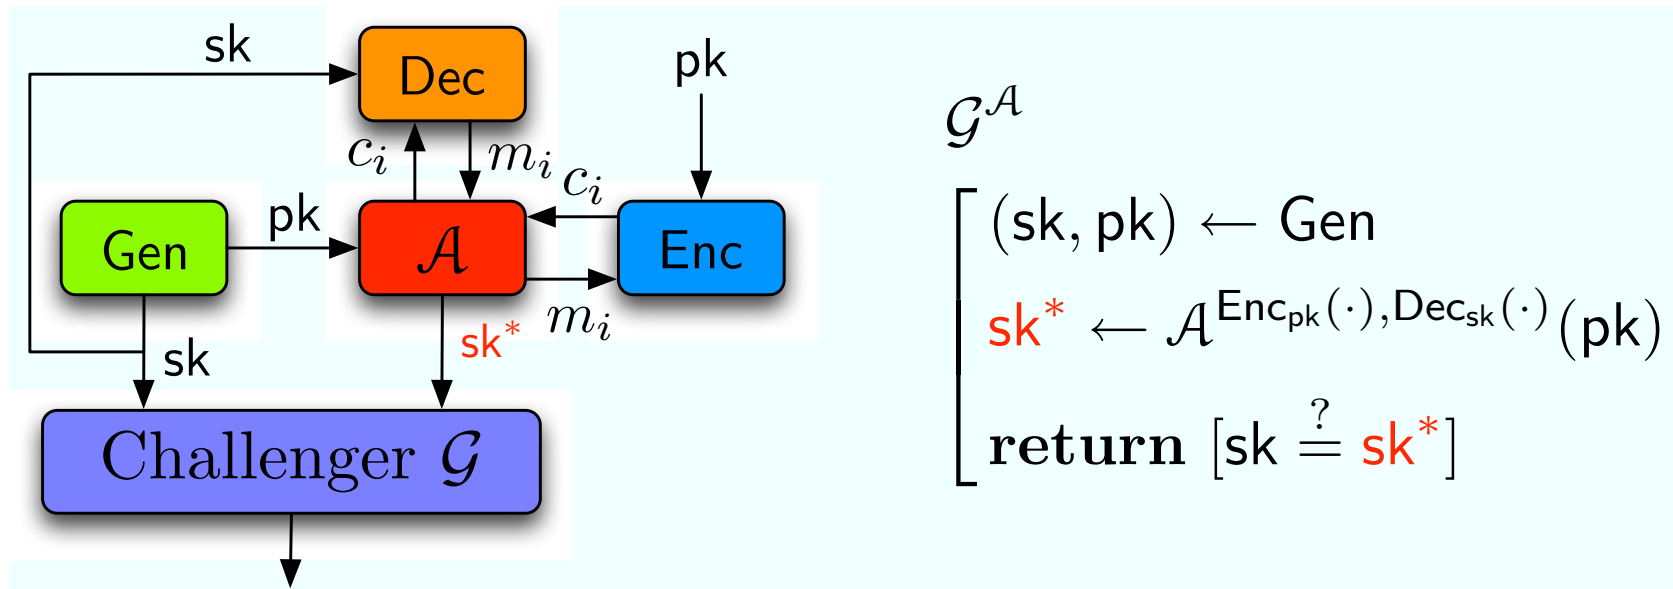 sk
Dec
pk
c_i
m_i
c_i
Gen
pk
𝒜
Enc
m_i
sk
sk*
Challenger 𝒢
𝒢^𝒜
(sk, pk) ← Gen
sk* ← 𝒜^{Enc_pk(·),Dec_sk(·)}(pk)
return [sk ≟ sk*]